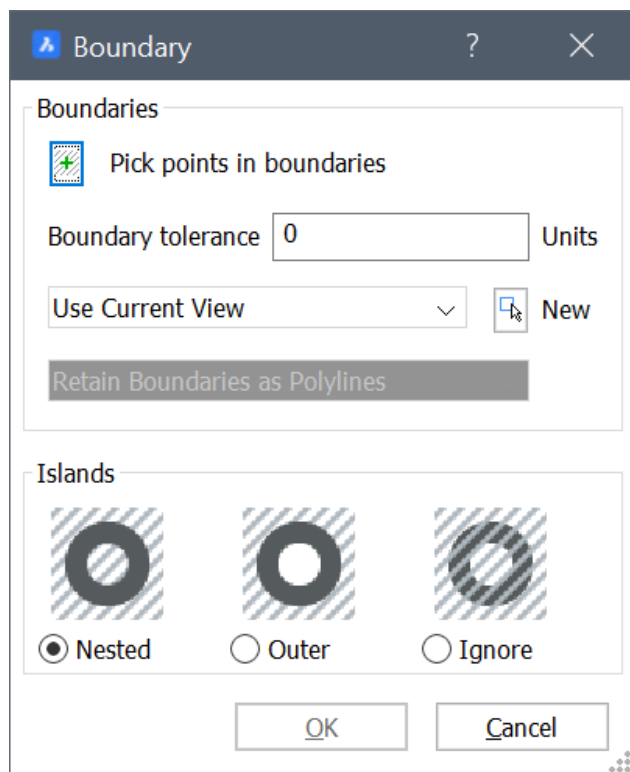 Boundary ?
Boundaries
Pick points in boundaries
Boundary tolerance 0 Units
Use Current View New
Retain Boundaries as Polylines
Islands
Nested Outer Ignore
OK Cancel